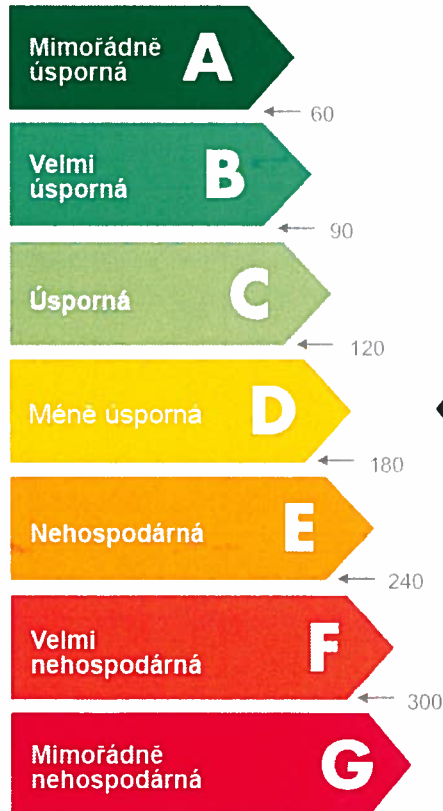 Mimořádně
úsporná
A
60
Velmi
úsporná
B
90
Úsporná
C
120
Méně úsporná
D
180
Nehospodárná
E
240
Velmi
nehospodárná
F
300
Mimořádně
nehospodárná
G